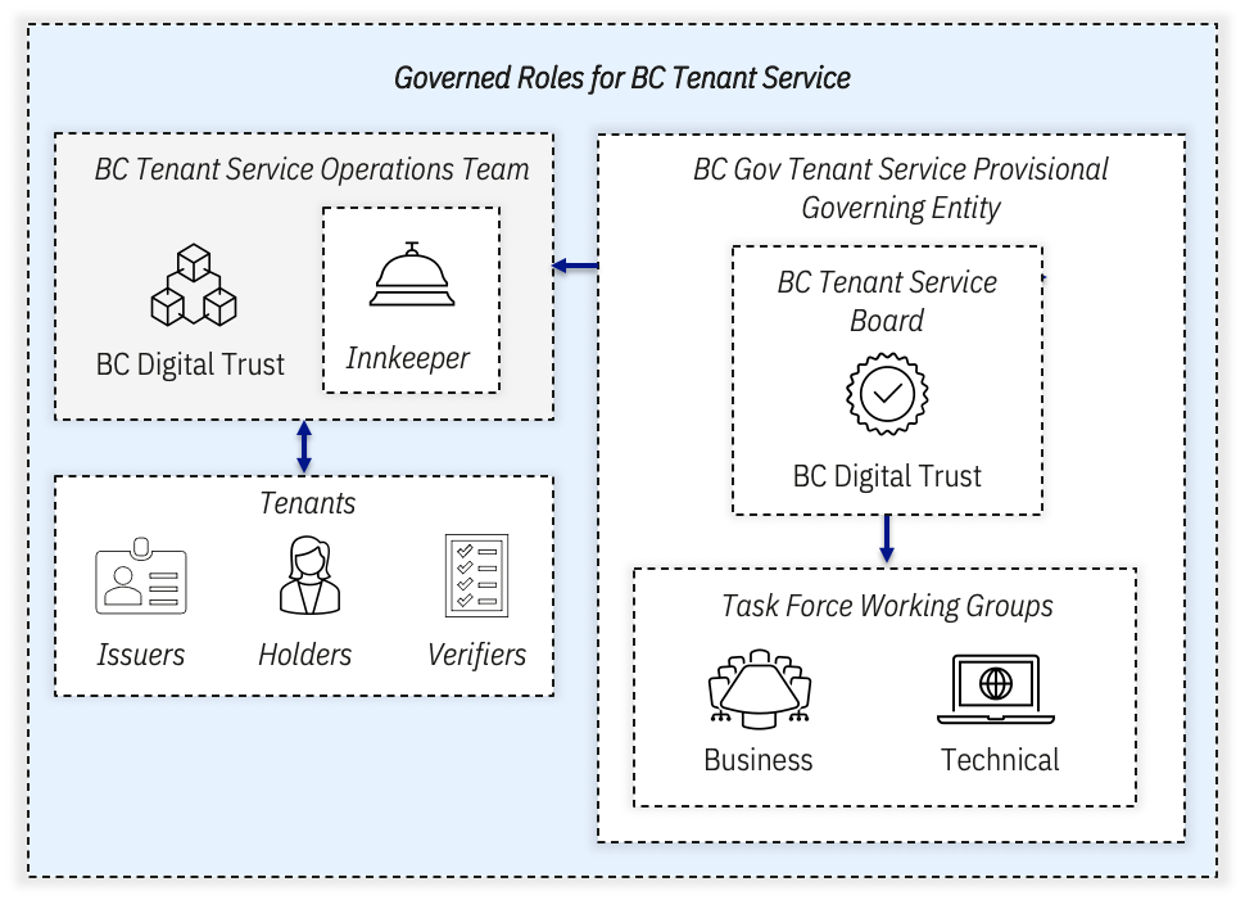 Governed Roles for BC Tenant Service
BC Tenant Service Operations Team
BC Digital Trust
Innkeeper
Tenants
Issuers
Holders
Verifiers
BC Gov Tenant Service Provisional
Governing Entity
BC Tenant Service
Board
BC Digital Trust
Task Force Working Groups
Business
Technical